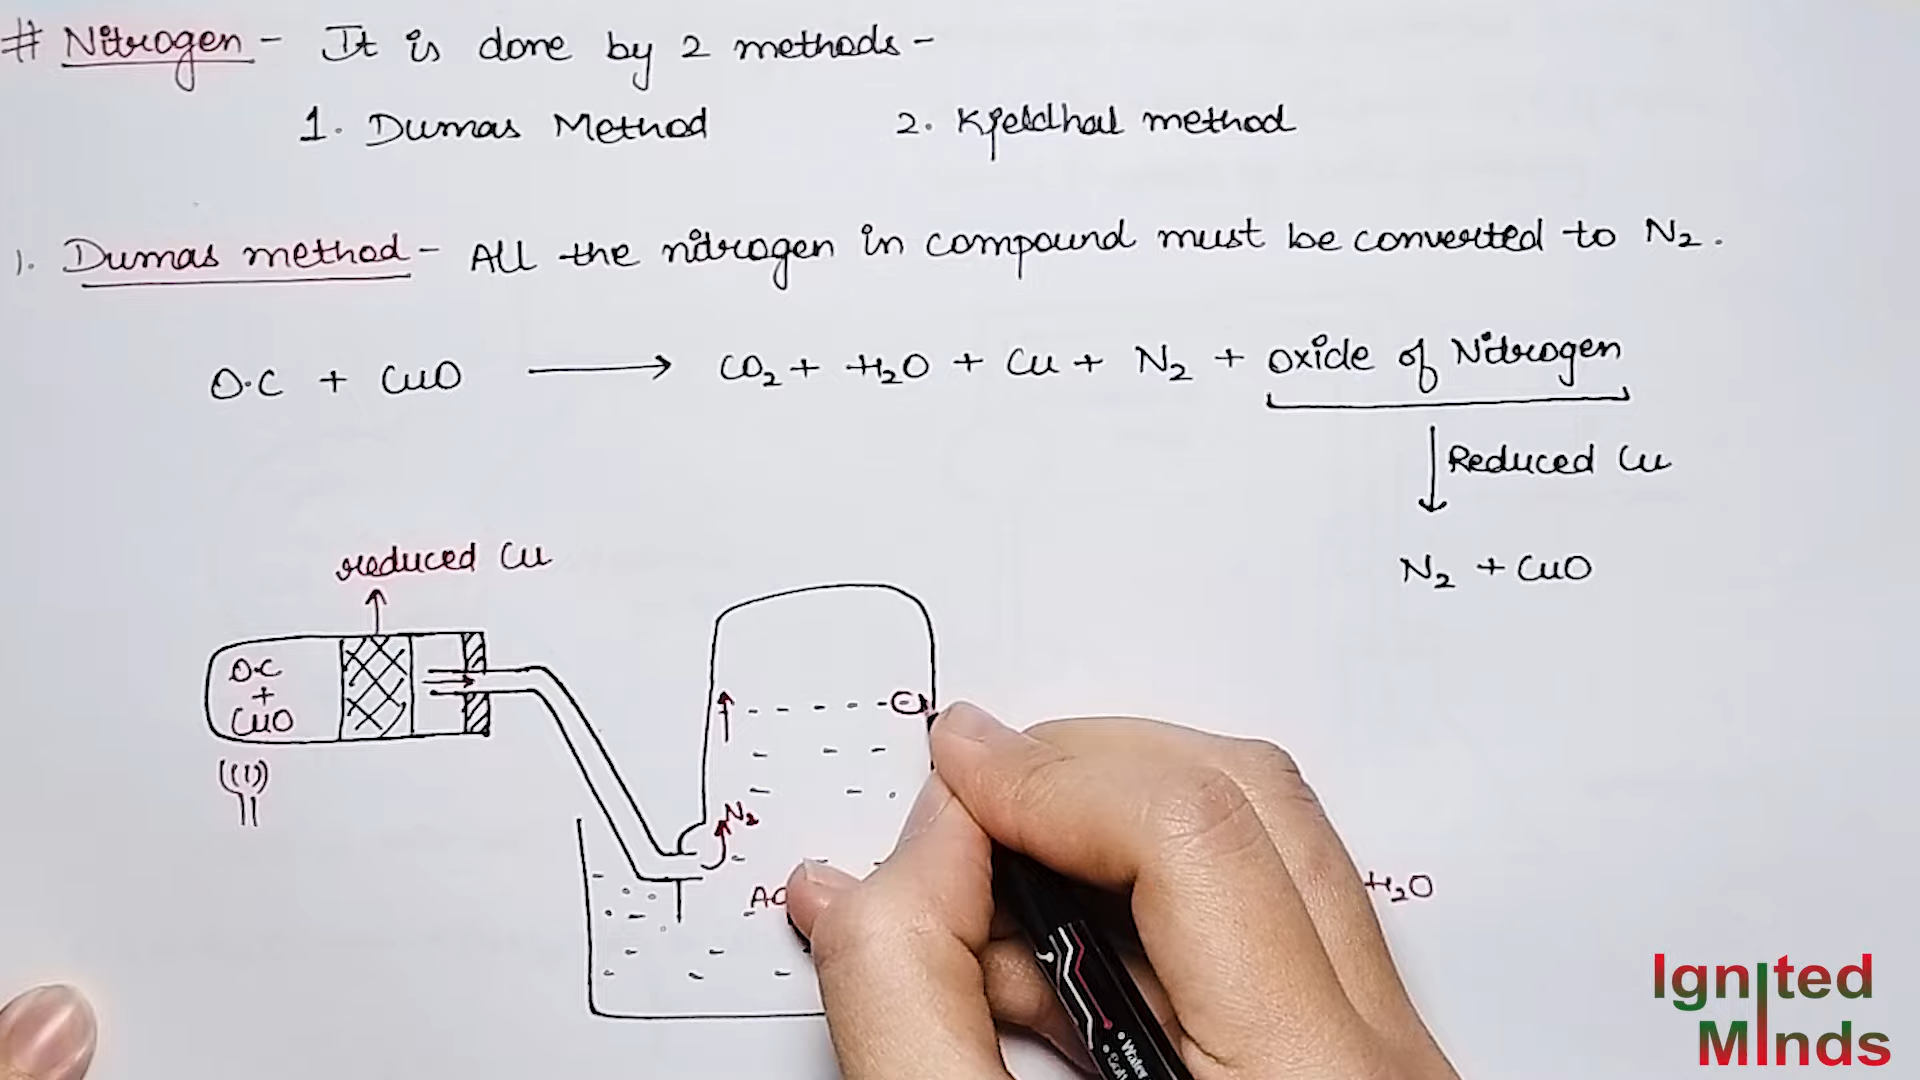 # Nitrogen - It is done by 2 methods -
1. Dumas Method 2. Kjeldhal method
1. Dumas method - All the nitrogen in compound must be converted to N₂.
O.C + CuO ⟶ CO₂ + H₂O + Cu + N₂ + oxide of Nitrogen
Reduced Cu
N₂ + CuO
reduced Cu
O.C
+
CuO
N₂
H₂O
Ignited
Minds